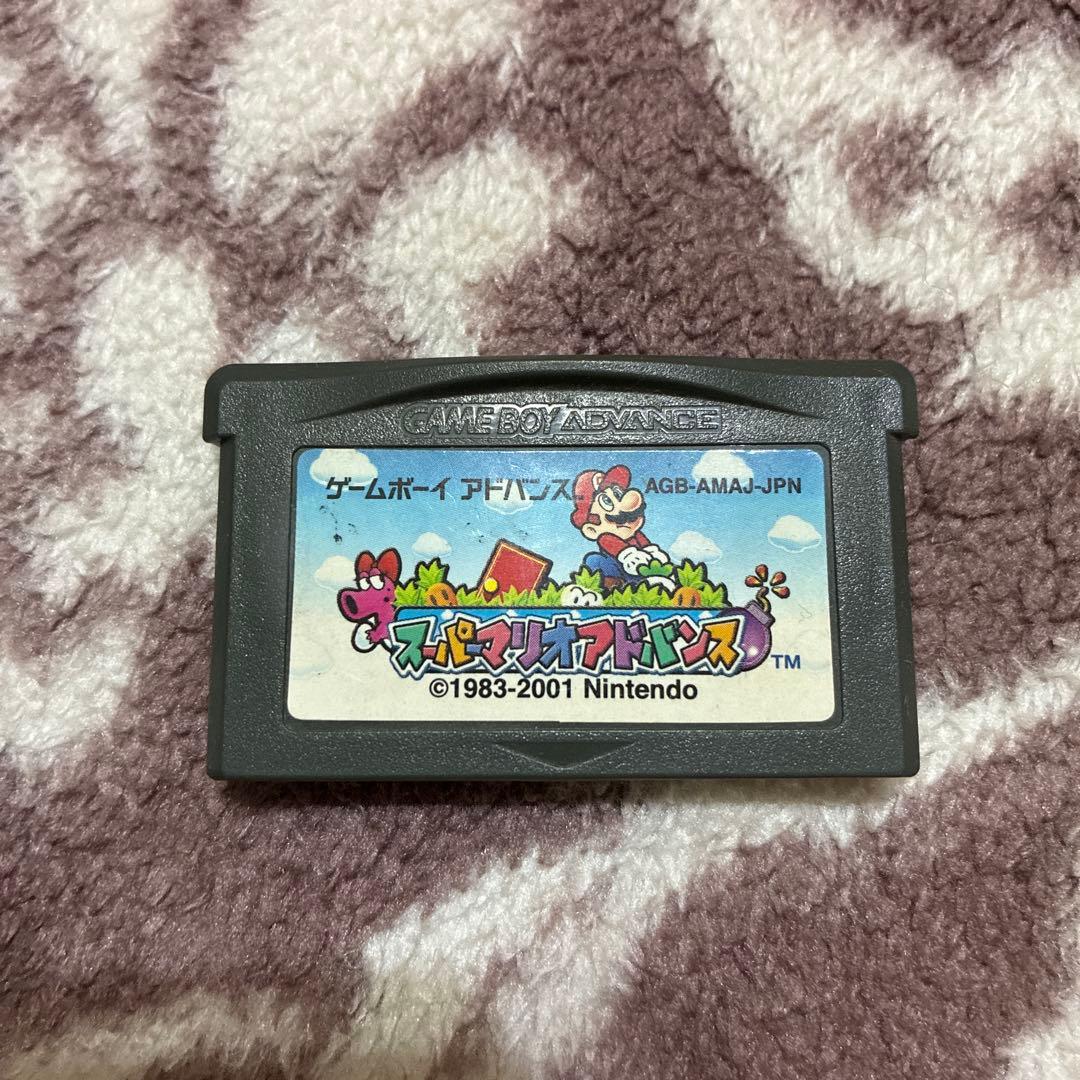 GAME BOY ADVANCE
ゲームボーイ アドバンス AGB-AMAJ-JPN
スーパーマリオアドバンス TM
©1983-2001 Nintendo